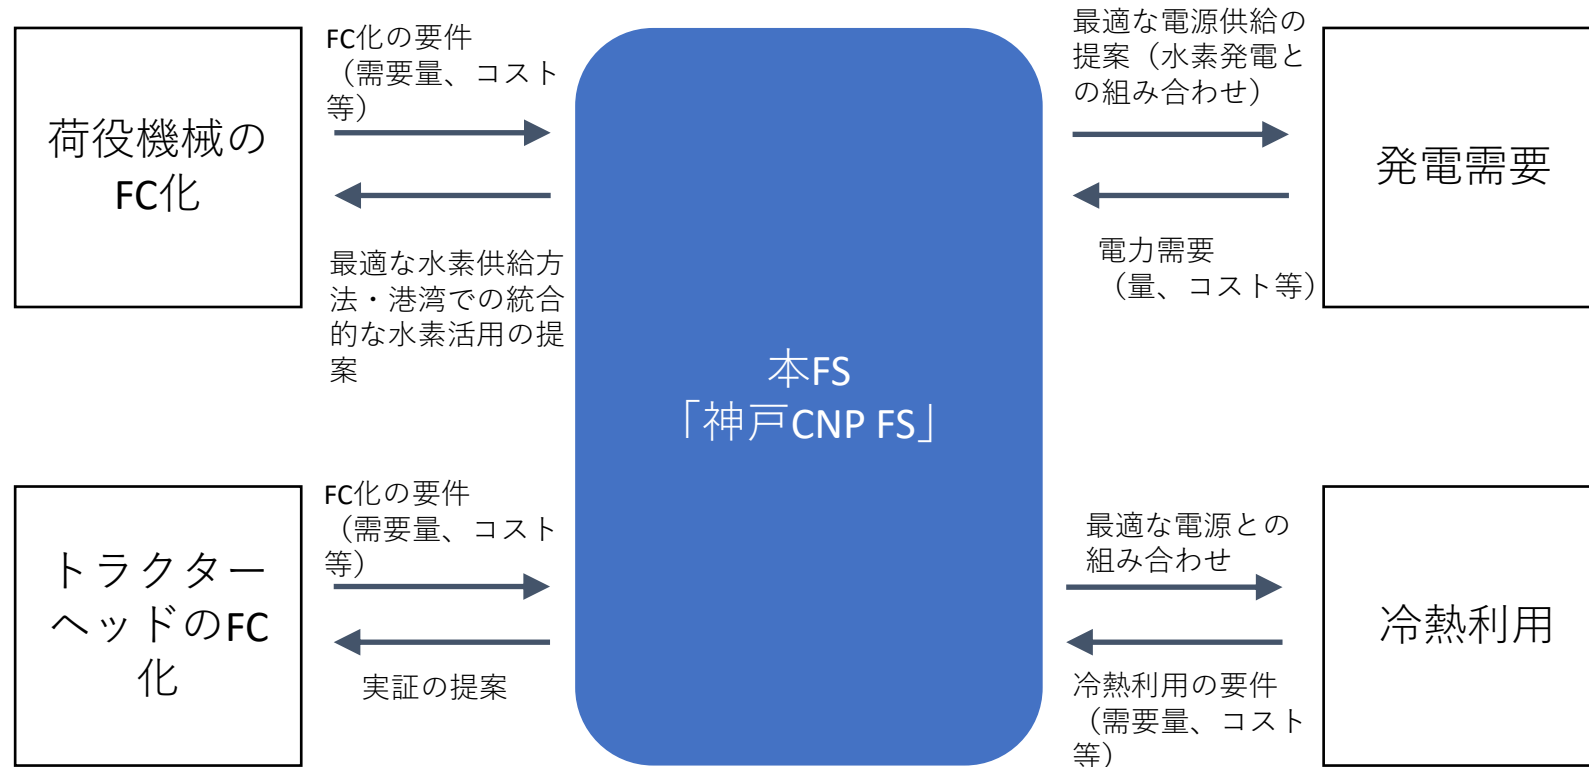 荷役機械の
FC化
FC化の要件
（需要量、コスト
等）
最適な水素供給方
法・港湾での統合
的な水素活用の提
案
トラクター
ヘッドのFC
化
FC化の要件
（需要量、コスト
等）
実証の提案
本FS
「神戸CNP FS」
最適な電源供給の
提案（水素発電と
の組み合わせ）
電力需要
（量、コスト等）
発電需要
最適な電源との
組み合わせ
冷熱利用の要件
（需要量、コスト
等）
冷熱利用